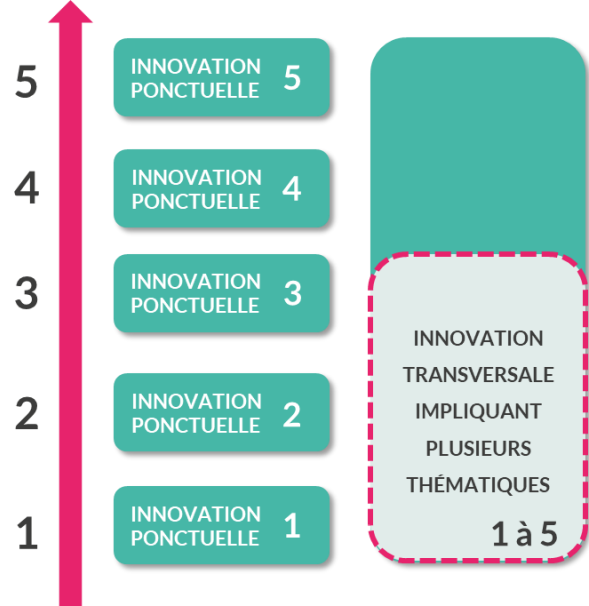 5
INNOVATION
PONCTUELLE
5
4
INNOVATION
PONCTUELLE
4
3
INNOVATION
PONCTUELLE
3
2
INNOVATION
PONCTUELLE
2
1
INNOVATION
PONCTUELLE
1
INNOVATION
TRANSVERSALE
IMPLIQUANT
PLUSIEURS
THÉMATIQUES
1 à 5